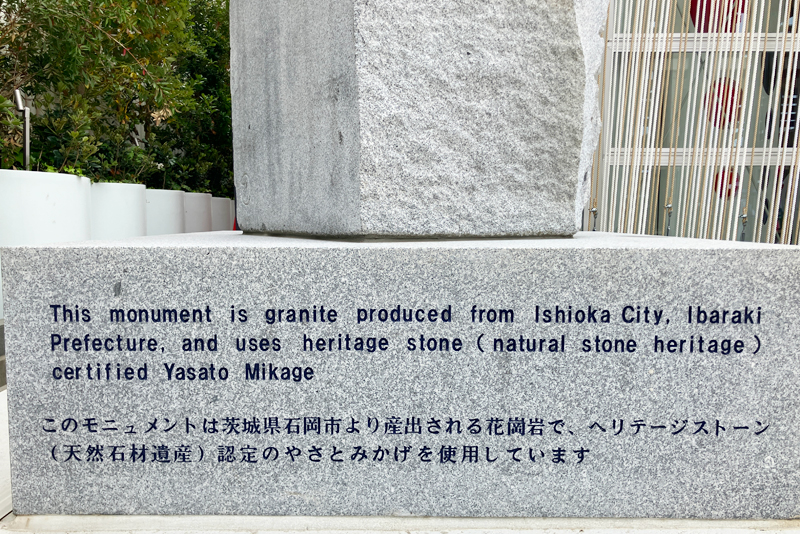 This monument is granite produced from Ishioka City, Ibaraki
Prefecture, and uses heritage stone (natural stone heritage)
certified Yasato Mikage
このモニュメントは茨城県石岡市より産出される花崗岩で、ヘリテージストーン
（天然石材遺産）認定のやさとみかげを使用しています